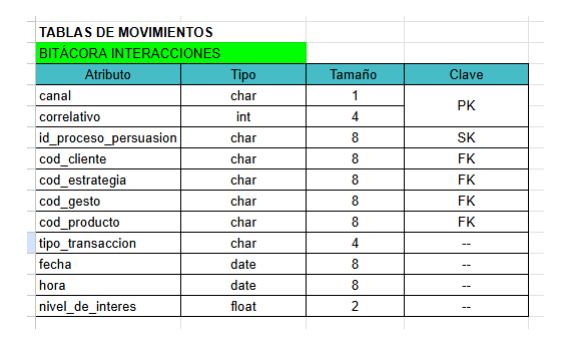 TABLAS DE MOVIMIENTOS
BITÁCORA INTERACCIONES
Atributo Tipo Tamaño Clave
canal char 1 PK
correlativo int 4
id_proceso_persuasion char 8 SK
cod_cliente char 8 FK
cod_estrategia char 8 FK
cod_gesto char 8 FK
cod_producto char 8 FK
tipo_transaccion char 4 --
fecha date 8 --
hora date 8 --
nivel_de_interes float 2 --